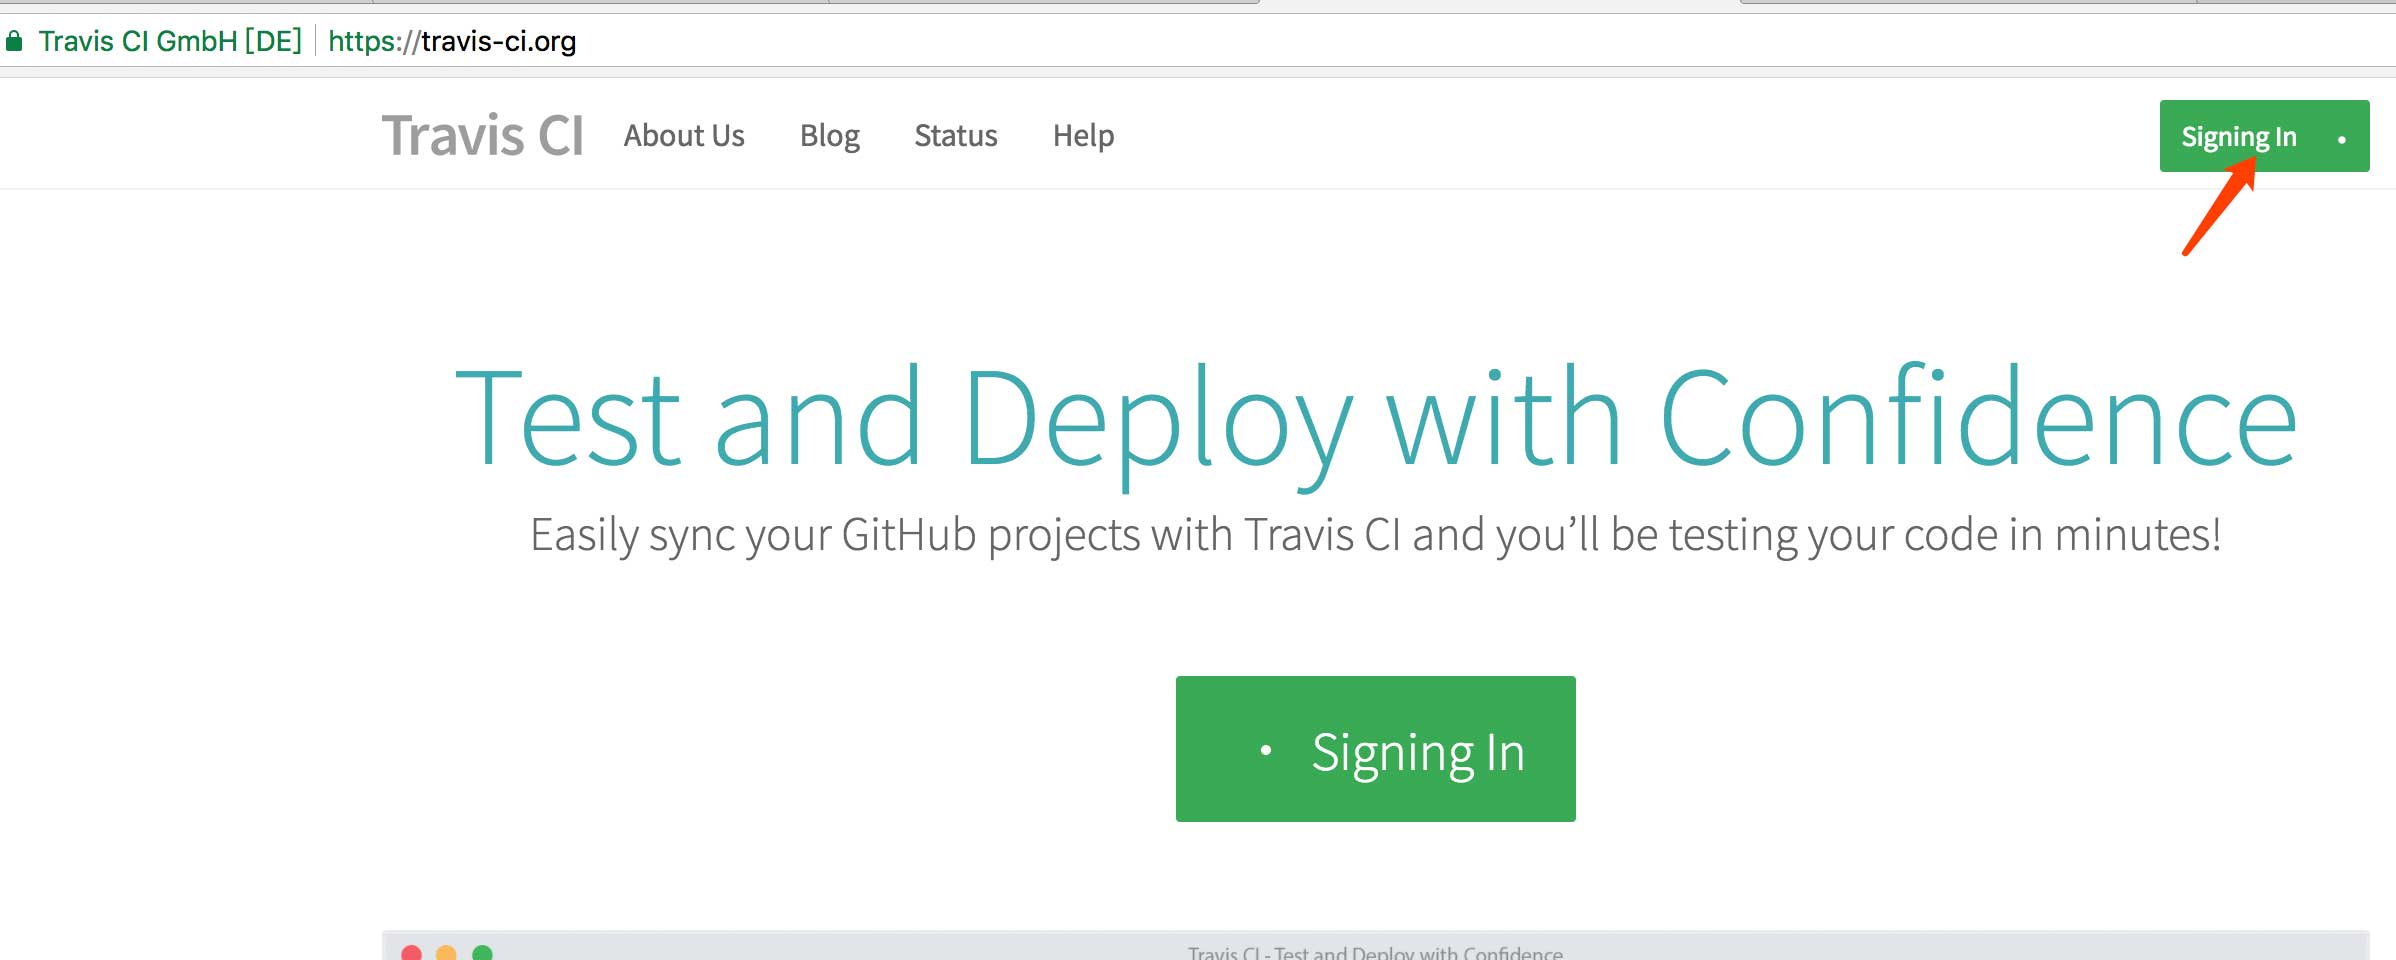 Travis CI GmbH [DE] https://travis-ci.org
Travis CI About Us Blog Status Help Signing In
Test and Deploy with Confidence
Easily sync your GitHub projects with Travis CI and you’ll be testing your code in minutes!
Signing In
Travis CI - Test and Deploy with Confidence